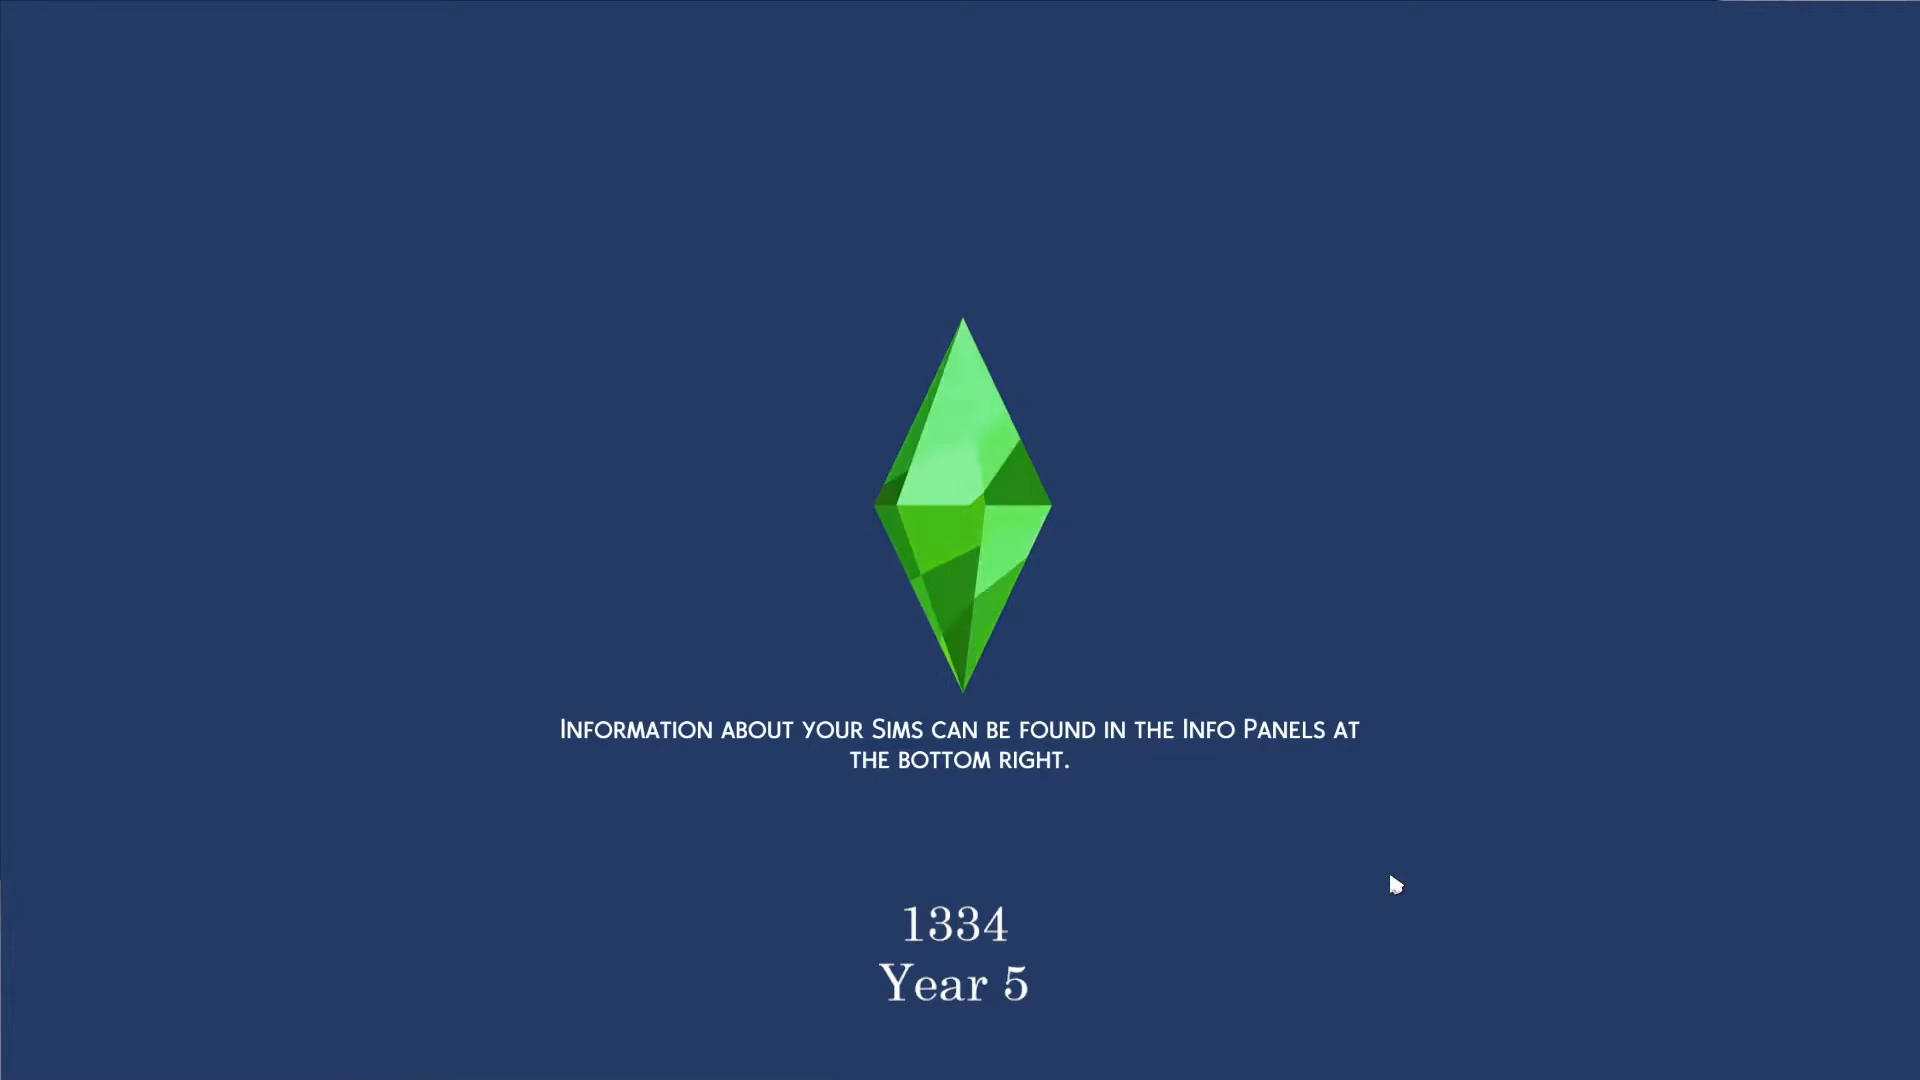 Information about your Sims can be found in the Info Panels at
the bottom right.
1334
Year 5